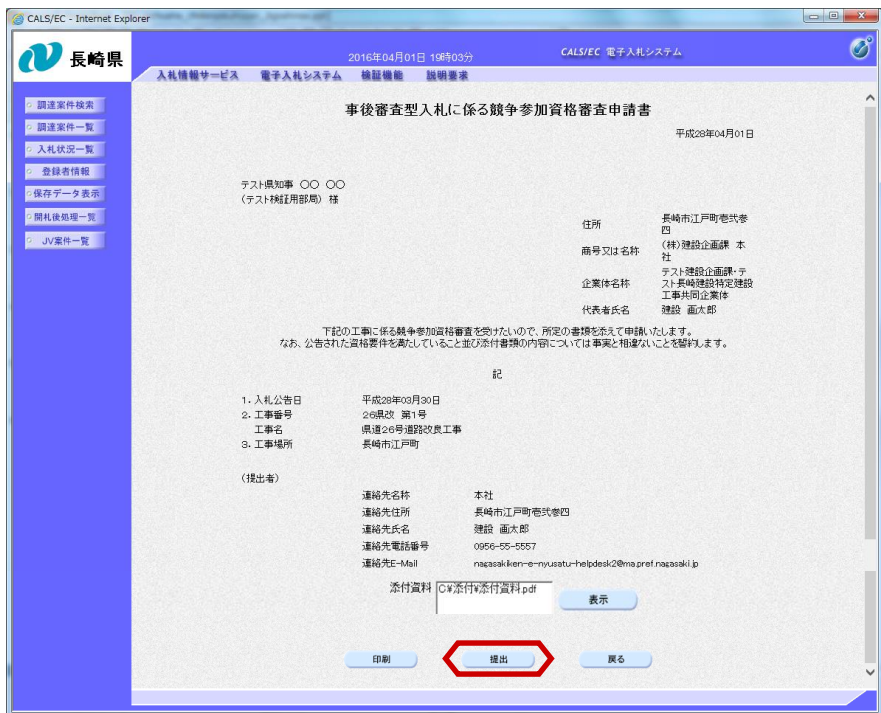 CALS/EC - Internet Explorer
長崎県
2016年04月01日 19時03分
CALS/EC 電子入札システム
入札情報サービス 電子入札システム 検証機能 説明要求
調達案件検索
調達案件一覧
入札状況一覧
登録者情報
保存データ表示
開札後処理一覧
JV案件一覧
事後審査型入札に係る競争参加資格審査申請書
平成28年04月01日
テスト県知事 〇〇 〇〇
(テスト検証用部局) 様
住所 長崎市江戸町壱弐参
四
商号又は名称 (株)建設企画課 本
社
企業体名称 テスト建設企画課・テ
スト長崎建設特定建設
工事共同企業体
代表者氏名 建設 画太郎
下記の工事に係る競争参加資格審査を受けたいので、所定の書類を添えて申請いたします。
なお、公告された資格要件を満たしていること並び添付書類の内容については事実と相違ないことを誓約します。
記
1. 入札公告日 平成28年03月30日
2. 工事番号 26県改 第1号
工事名 県道26号道路改良工事
3. 工事場所 長崎市江戸町
(提出者)
連絡先名称 本社
連絡先住所 長崎市江戸町壱弐参四
連絡先氏名 建設 画太郎
連絡先電話番号 0956-55-5557
連絡先E-Mail nagasakiken-e-nyusatu-helpdesk2@ma.pref.nagasaki.jp
添付資料 C¥添付¥添付資料.pdf 表示
印刷 提出 戻る